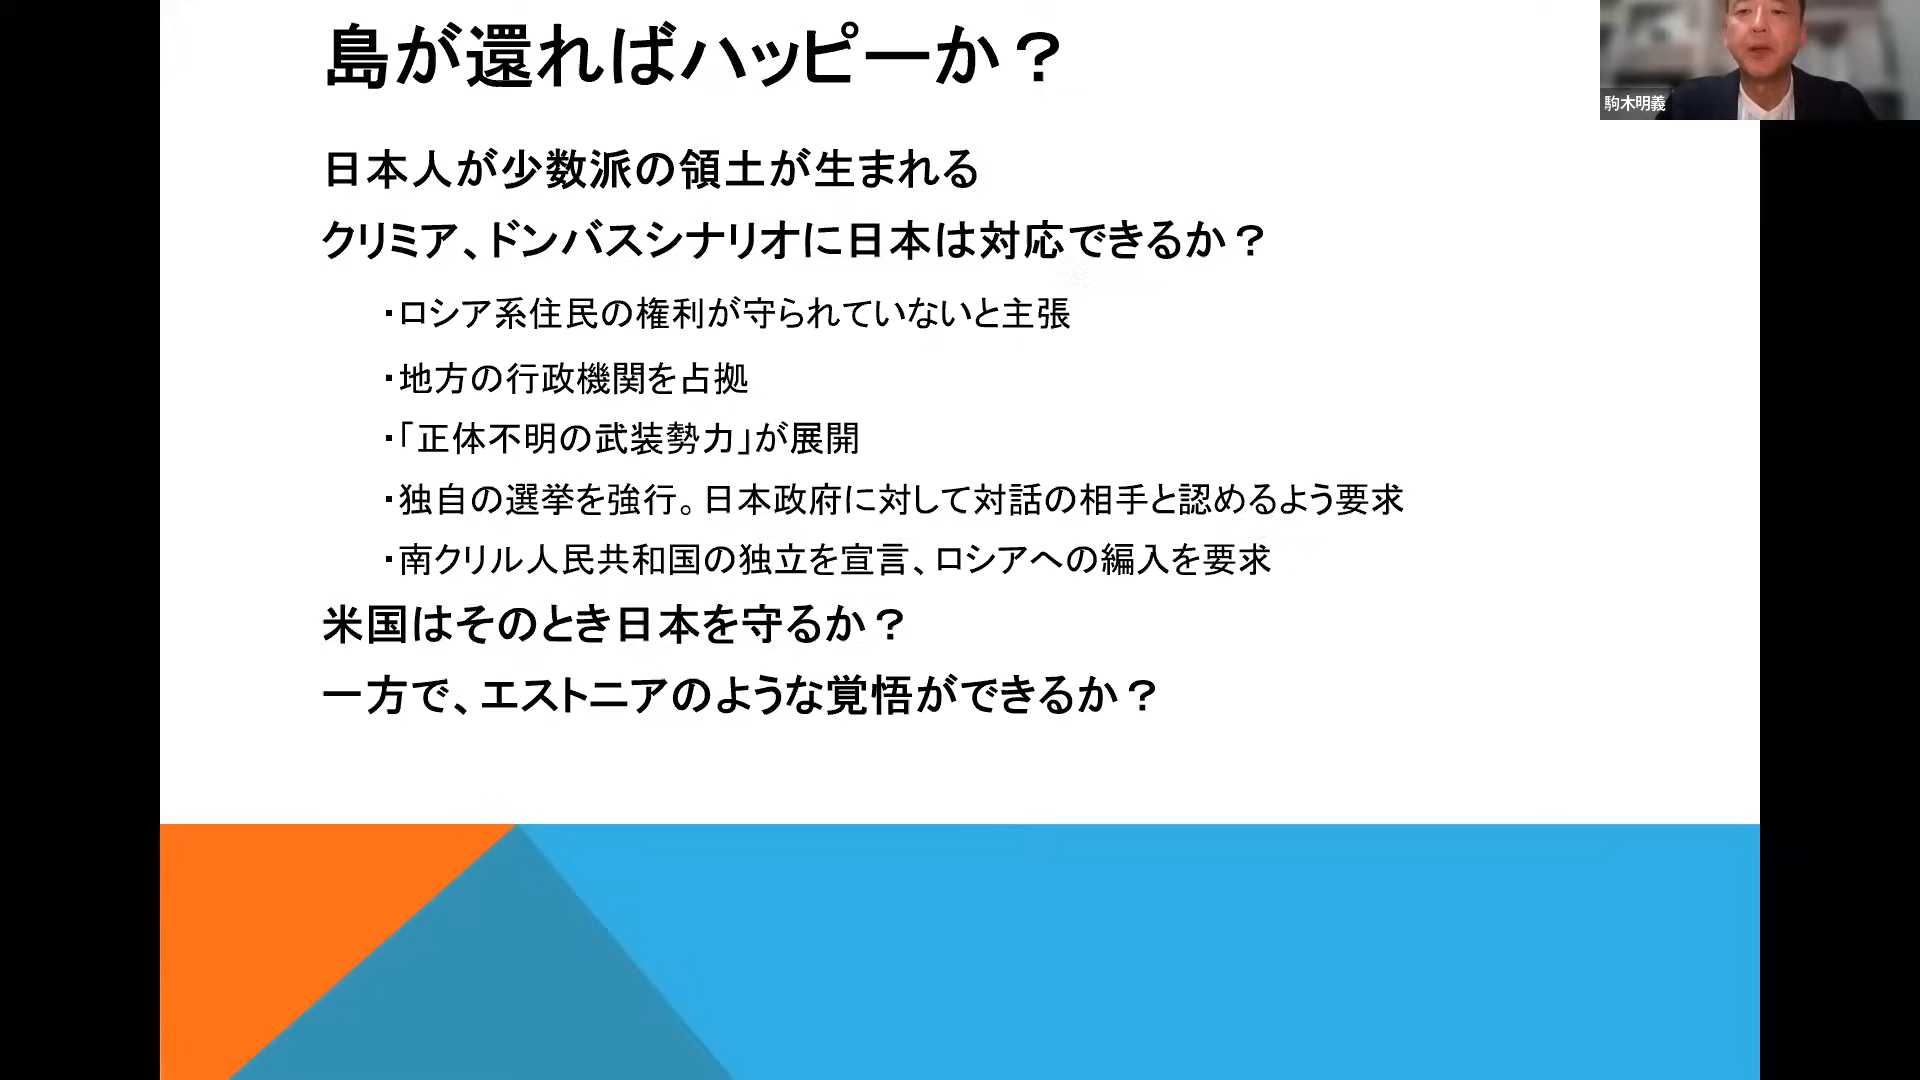 島が還ればハッピーか？
駒木明義
日本人が少数派の領土が生まれる
クリミア、ドンバスシナリオに日本は対応できるか？
・ロシア系住民の権利が守られていないと主張
・地方の行政機関を占拠
・「正体不明の武装勢力」が展開
・独自の選挙を強行。日本政府に対して対話の相手と認めるよう要求
・南クリル人民共和国の独立を宣言、ロシアへの編入を要求
米国はそのとき日本を守るか？
一方で、エストニアのような覚悟ができるか？